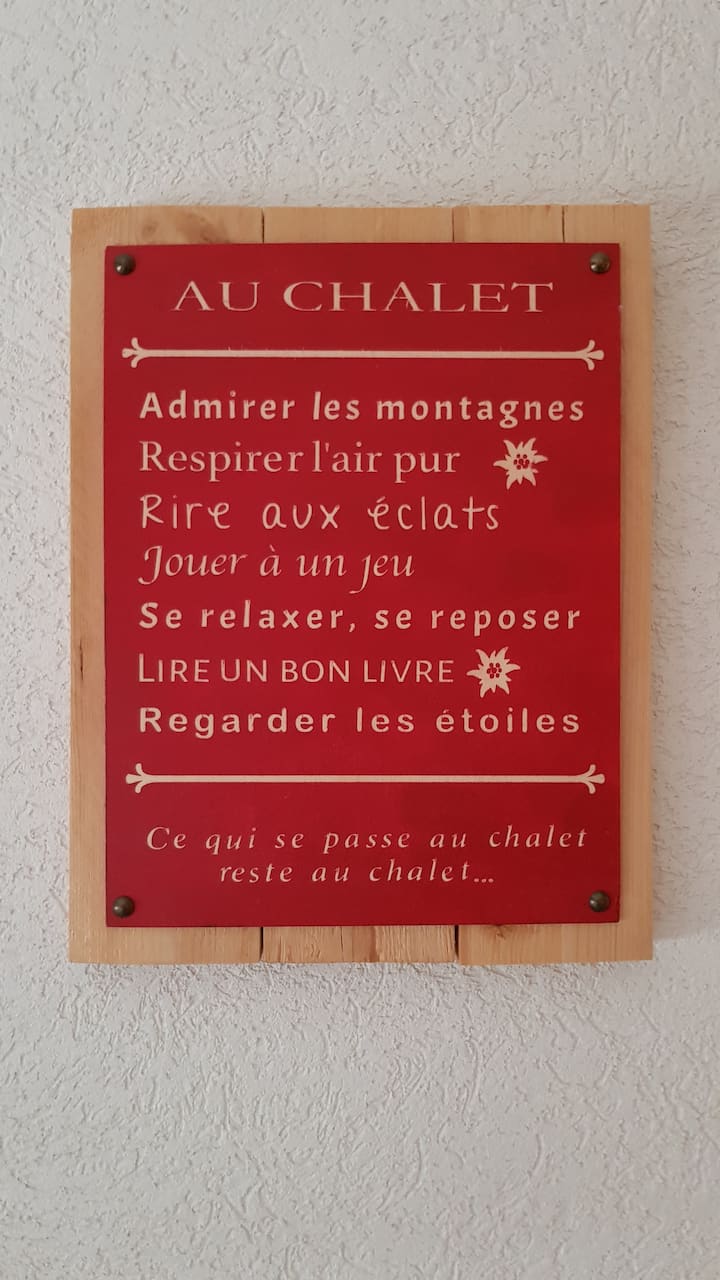 AU CHALET
Admirer les montagnes
Respirer l'air pur
Rire aux éclats
Jouer à un jeu
Se relaxer, se reposer
LIRE UN BON LIVRE
Regarder les étoiles
Ce qui se passe au chalet
reste au chalet...